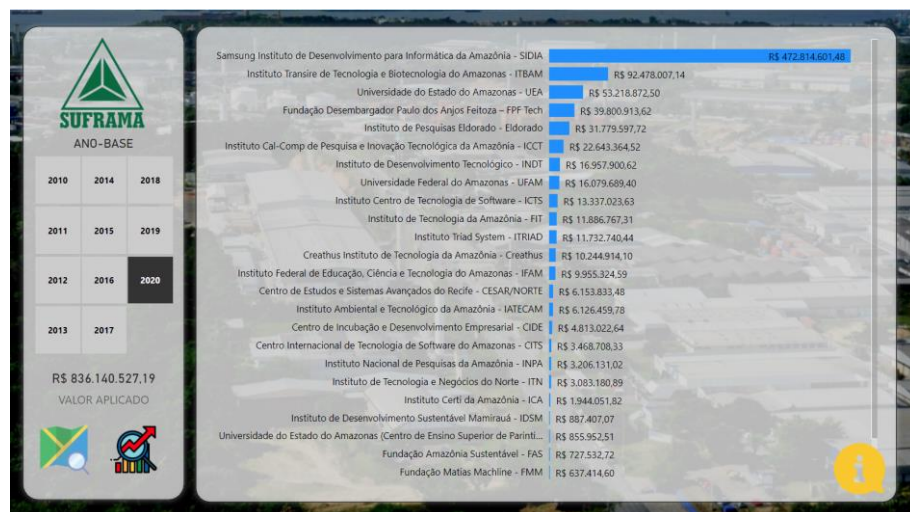 SUFRAMA
ANO-BASE
2010 2014 2018
2011 2015 2019
2012 2016 2020
2013 2017
R$ 836.140.527,19
VALOR APLICADO
Samsung Instituto de Desenvolvimento para Informática da Amazônia - SIDIA R$ 472.814.601,48
Instituto Transire de Tecnologia e Biotecnologia do Amazonas - ITBAM R$ 92.478.007,14
Universidade do Estado do Amazonas - UEA R$ 53.218.872,50
Fundação Desembargador Paulo dos Anjos Feitoza – FPF Tech R$ 39.800.913,62
Instituto de Pesquisas Eldorado - Eldorado R$ 31.779.597,72
Instituto Cal-Comp de Pesquisa e Inovação Tecnológica da Amazônia - ICCT R$ 22.643.364,52
Instituto de Desenvolvimento Tecnológico - INDT R$ 16.957.900,62
Universidade Federal do Amazonas - UFAM R$ 16.079.689,40
Instituto Centro de Tecnologia de Software - ICTS R$ 13.337.023,63
Instituto de Tecnologia da Amazônia - FIT R$ 11.886.767,31
Instituto Triad System - ITRIAD R$ 11.732.740,44
Creathus Instituto de Tecnologia da Amazônia - Creathus R$ 10.244.914,10
Instituto Federal de Educação, Ciência e Tecnologia do Amazonas - IFAM R$ 9.955.324,59
Centro de Estudos e Sistemas Avançados do Recife - CESAR/NORTE R$ 6.153.833,48
Instituto Ambiental e Tecnológico da Amazônia - IATECAM R$ 6.126.459,78
Centro de Incubação e Desenvolvimento Empresarial - CIDE R$ 4.813.022,64
Centro Internacional de Tecnologia de Software do Amazonas - CITS R$ 3.468.708,33
Instituto Nacional de Pesquisas da Amazônia - INPA R$ 3.206.131,02
Instituto de Tecnologia e Negócios do Norte - ITN R$ 3.083.180,89
Instituto Certi da Amazônia - ICA R$ 1.944.051,82
Instituto de Desenvolvimento Sustentável Mamirauá - IDSM R$ 887.407,07
Universidade do Estado do Amazonas (Centro de Ensino Superior de Parinti... R$ 855.952,51
Fundação Amazônia Sustentável - FAS R$ 727.532,72
Fundação Matias Machline - FMM R$ 637.414,60